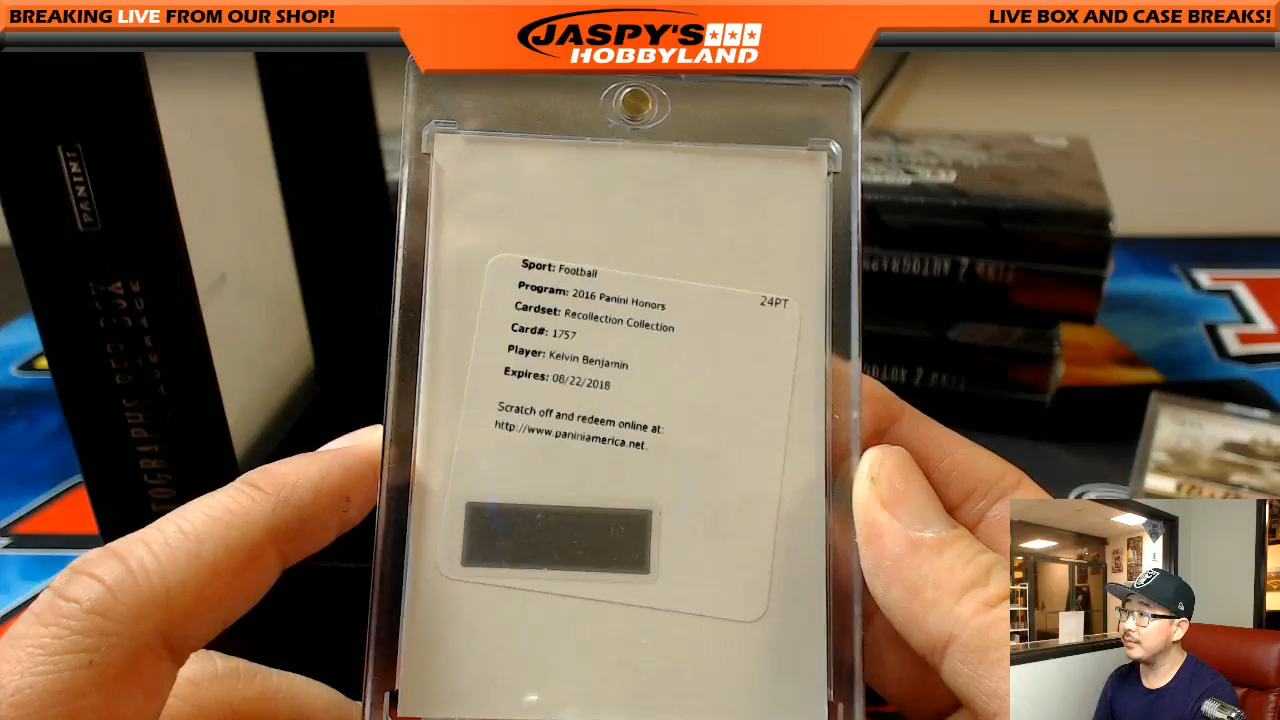 BREAKING LIVE FROM OUR SHOP!
JASPY'S
HOBBYLAND
LIVE BOX AND CASE BREAKS!
PANINI
Sport: Football
24PT
Program: 2016 Panini Honors
Cardset: Recollection Collection
Card#: 1757
Player: Kelvin Benjamin
Expires: 08/22/2018
Scratch off and redeem online at:
http://www.paniniamerica.net.